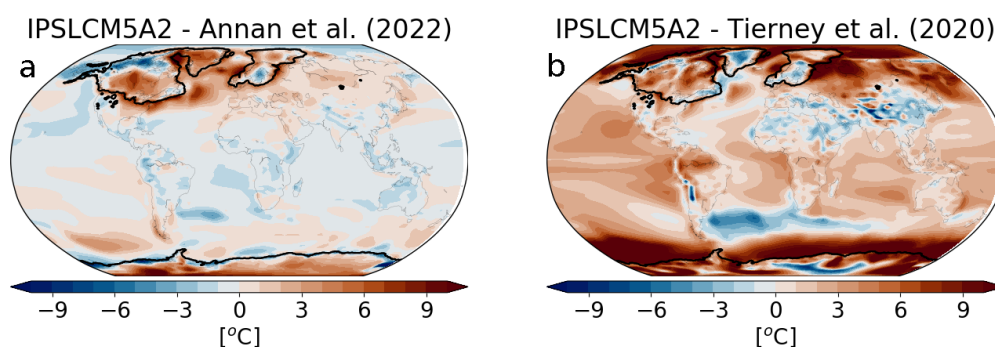 IPSLCM5A2 - Annan et al. (2022)
a
−9 −6 −3 0 3 6 9
[°C]
IPSLCM5A2 - Tierney et al. (2020)
b
−9 −6 −3 0 3 6 9
[°C]